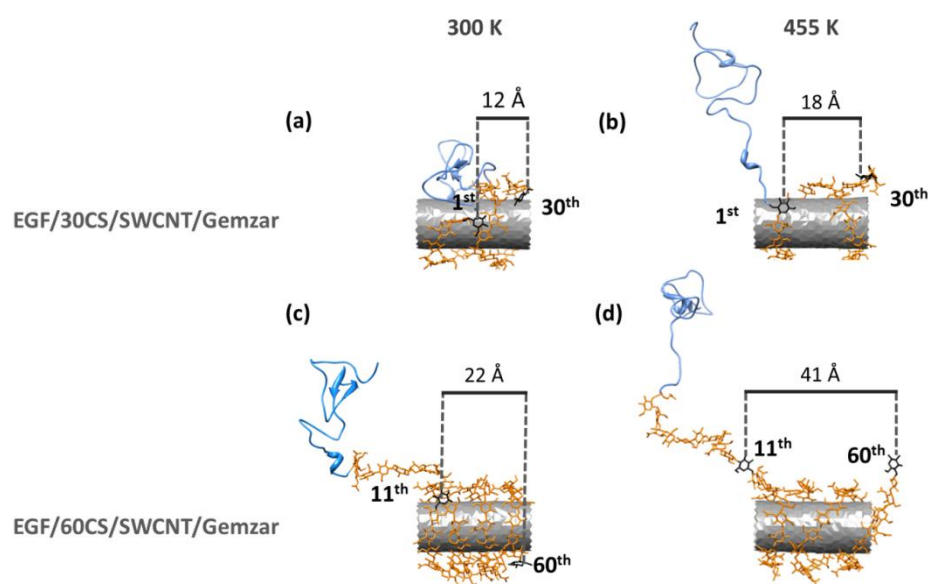 300 K
455 K
(a)
12 Å
(b)
18 Å
EGF/30CS/SWCNT/Gemzar
1st
30th
1st
30th
(c)
22 Å
(d)
41 Å
11th
60th
11th
60th
EGF/60CS/SWCNT/Gemzar